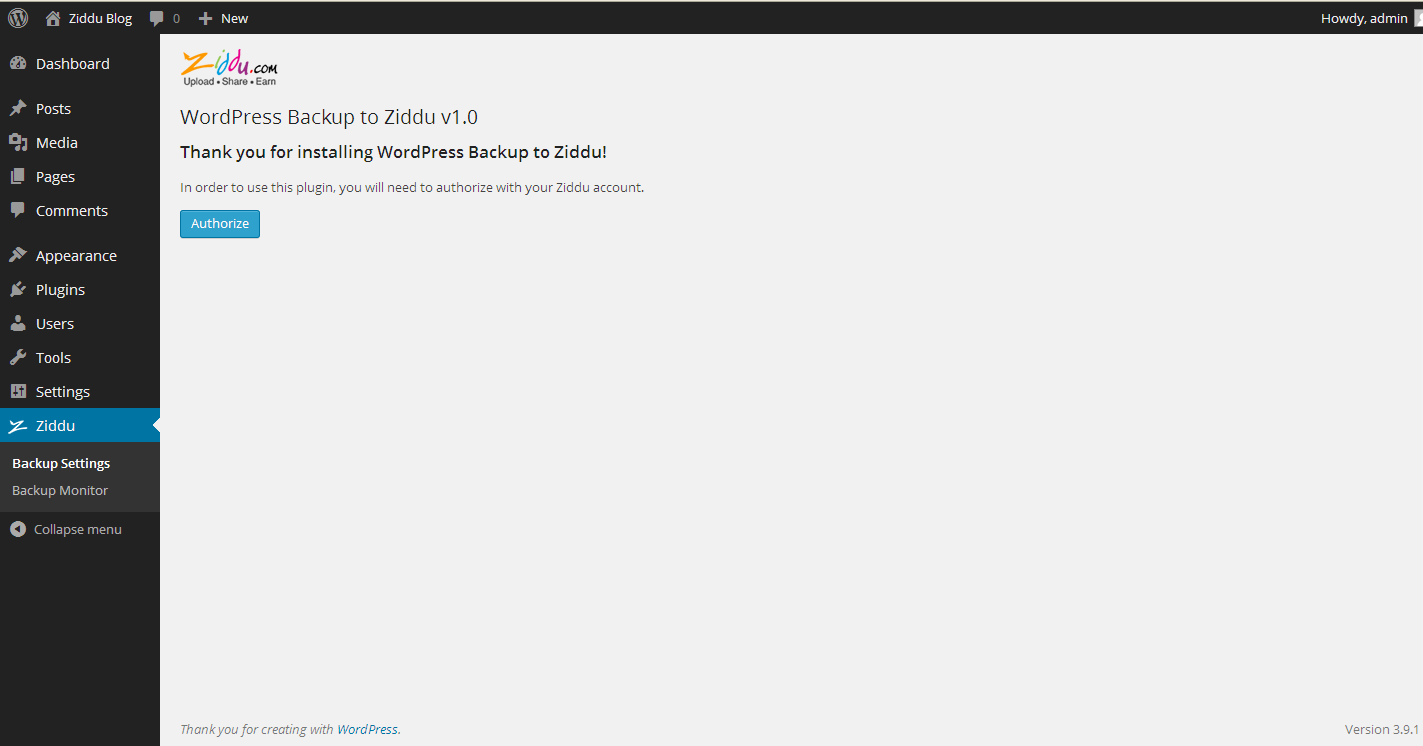 Ziddu Blog 0 New Howdy, admin
Dashboard
Posts
Media
Pages
Comments
Appearance
Plugins
Users
Tools
Settings
Ziddu
Backup Settings
Backup Monitor
Collapse menu
Ziddu.com
Upload • Share • Earn
WordPress Backup to Ziddu v1.0
Thank you for installing WordPress Backup to Ziddu!
In order to use this plugin, you will need to authorize with your Ziddu account.
Authorize
Thank you for creating with WordPress. Version 3.9.1